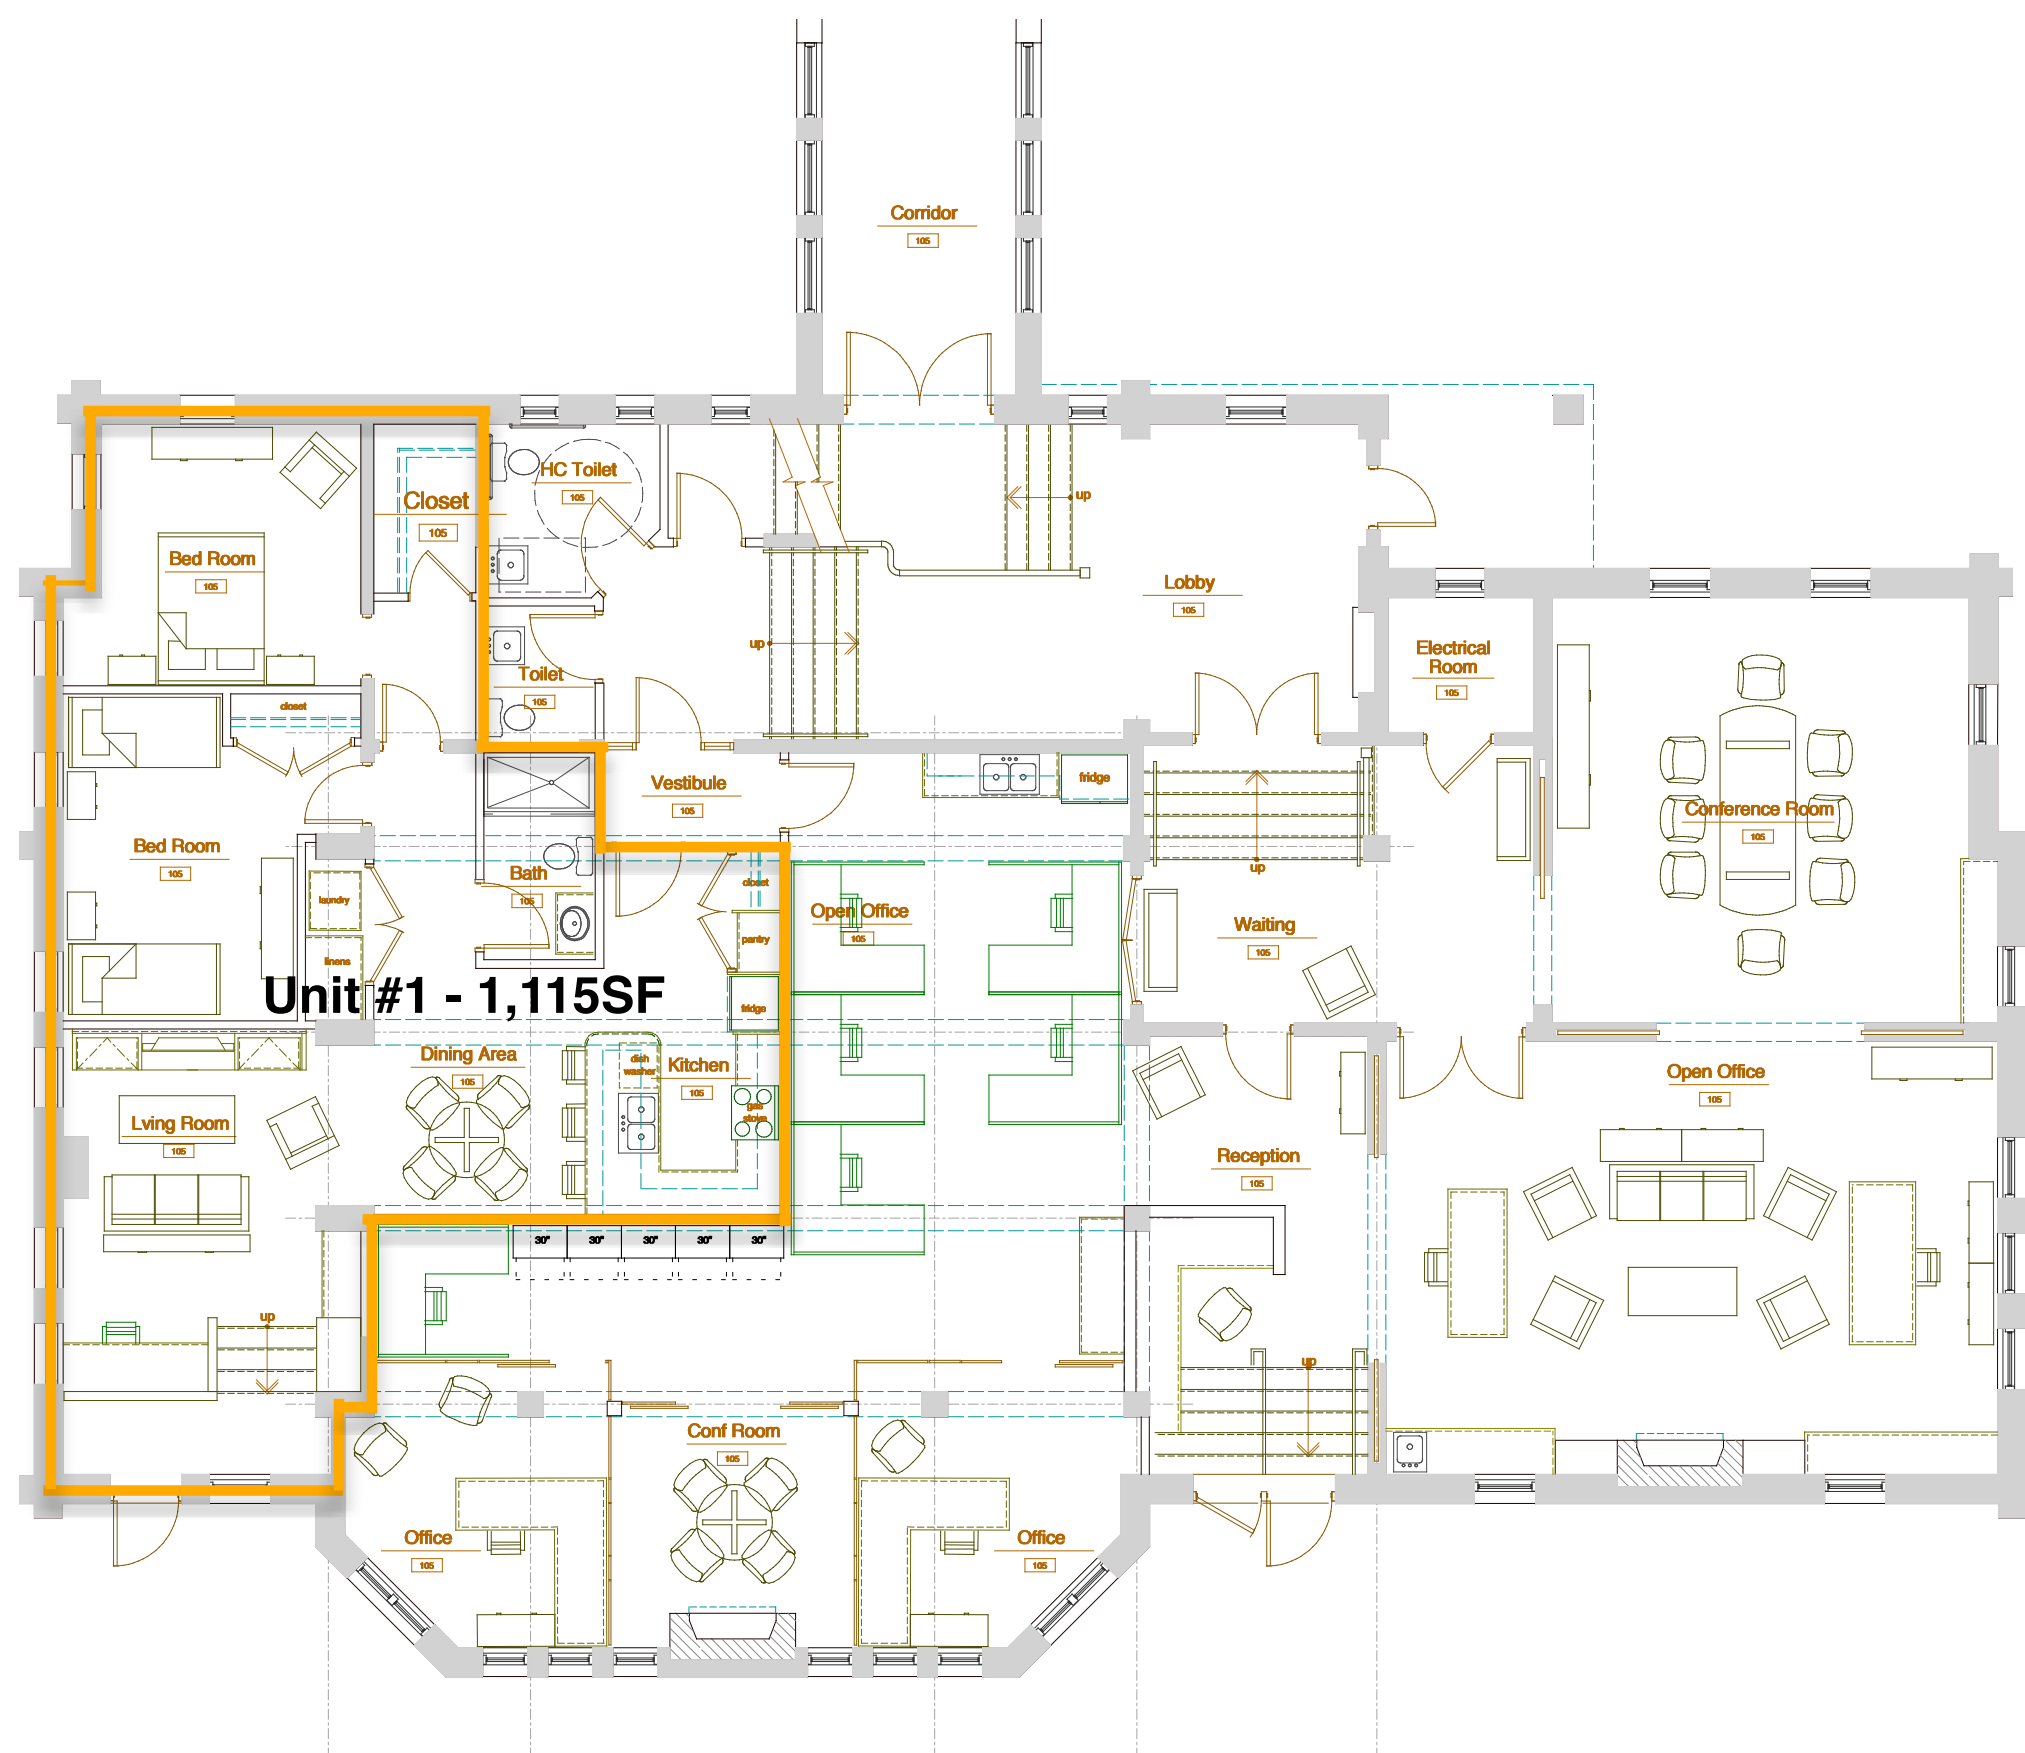 Corridor
105
HC Toilet
105
up
Closet
105
Bed Room
105
Lobby
105
up
Electrical
Room
105
Toilet
105
closet
Vestibule
105
fridge
Conference Room
105
up
Bed Room
105
Bath
105
closet
laundry
Open Office
105
pantry
Waiting
105
linens
Unit #1 - 1,115SF
fridge
Dining Area
105
dish
washer
Kitchen
105
Open Office
105
gas
stove
Lving Room
105
Reception
105
30"
30"
30"
30"
30"
up
up
Conf Room
105
Office
105
Office
105